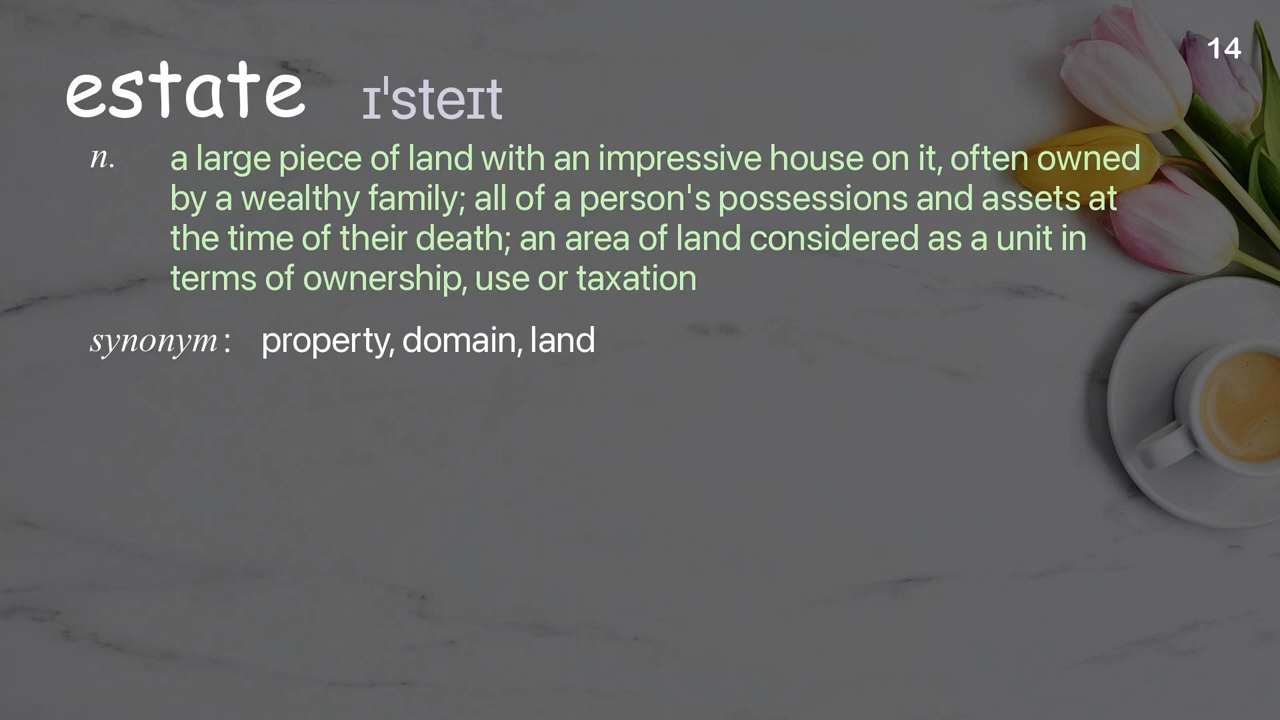 14
estate ɪˈsteɪt
n. a large piece of land with an impressive house on it, often owned
by a wealthy family; all of a person's possessions and assets at
the time of their death; an area of land considered as a unit in
terms of ownership, use or taxation
synonym : property, domain, land